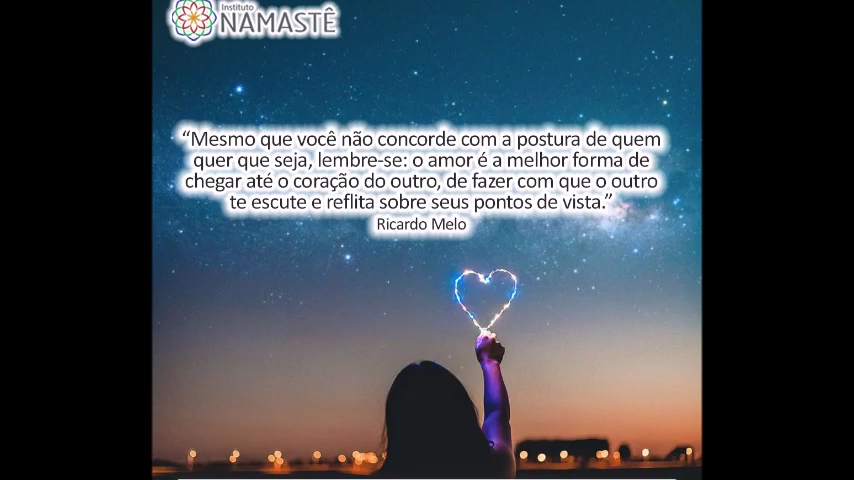 Instituto
NAMASTÊ
“Mesmo que você não concorde com a postura de quem
quer que seja, lembre-se: o amor é a melhor forma de
chegar até o coração do outro, de fazer com que o outro
te escute e reflita sobre seus pontos de vista.”
Ricardo Melo